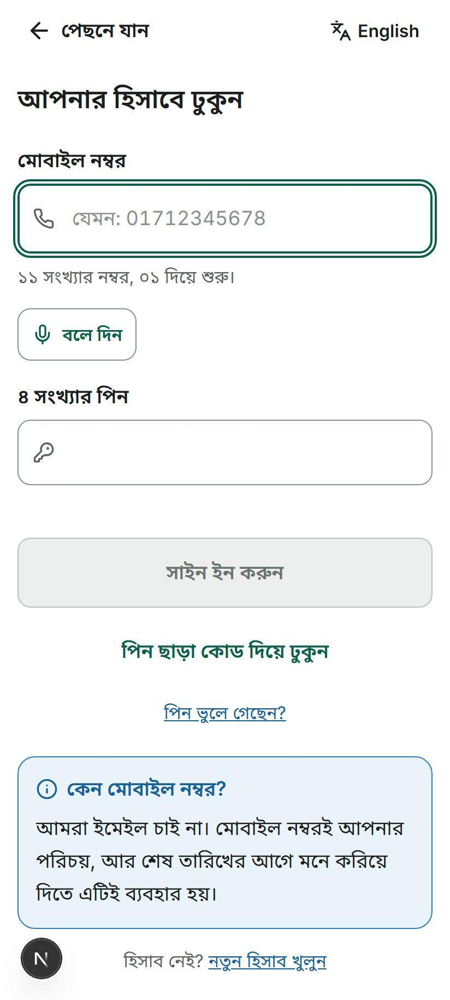 পেছনে যান
English
আপনার হিসাবে ঢুকুন
মোবাইল নম্বর
যেমন: 01712345678
১১ সংখ্যার নম্বর, ০১ দিয়ে শুরু।
বলে দিন
৪ সংখ্যার পিন
সাইন ইন করুন
পিন ছাড়া কোড দিয়ে ঢুকুন
পিন ভুলে গেছেন?
কেন মোবাইল নম্বর?
আমরা ইমেইল চাই না। মোবাইল নম্বরই আপনার
পরিচয়, আর শেষ তারিখের আগে মনে করিয়ে
দিতে এটিই ব্যবহার হয়।
N
হিসাব নেই? নতুন হিসাব খুলুন